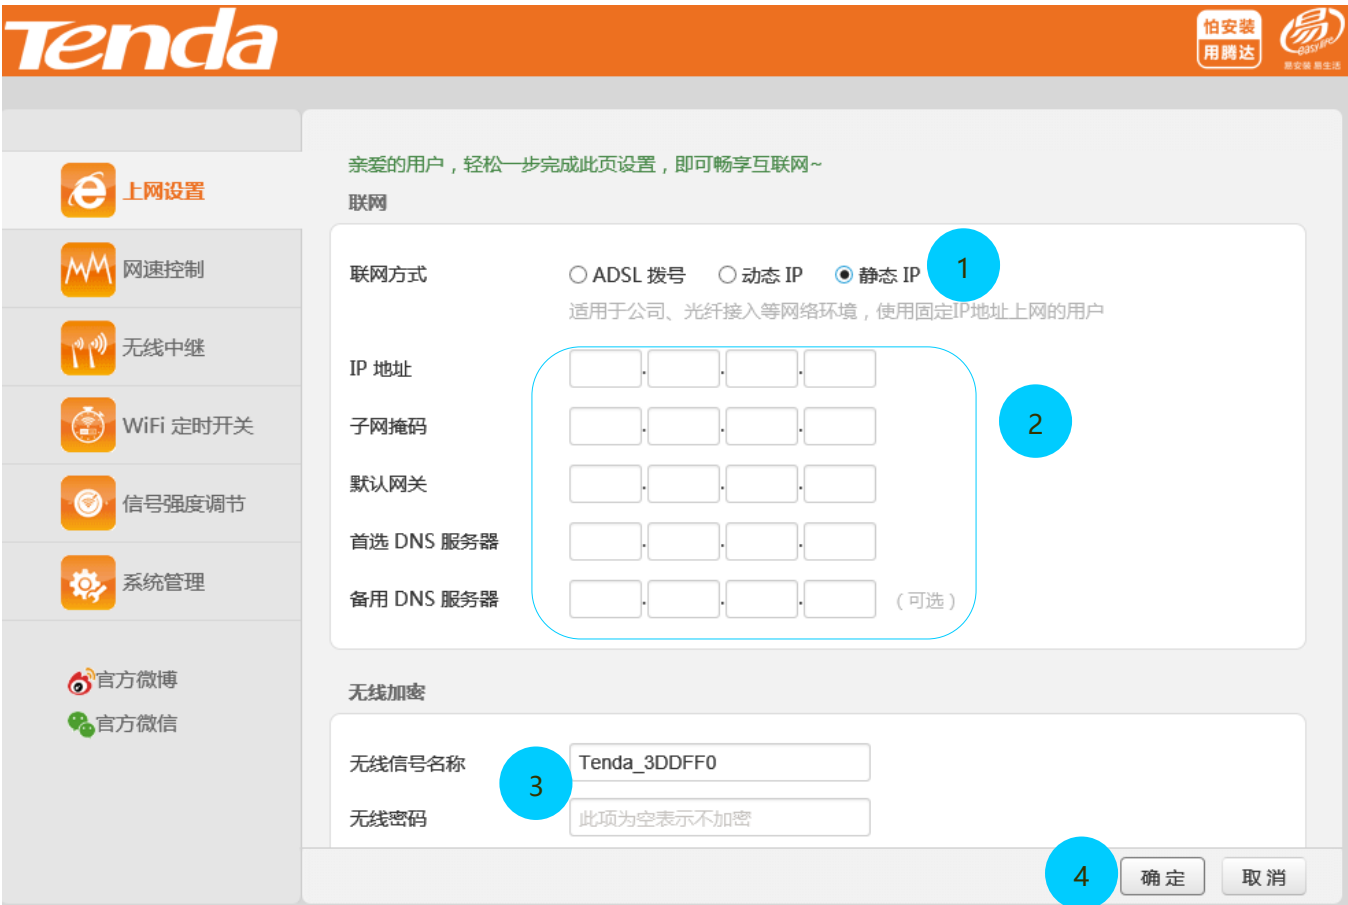 Tenda
怕安装
用腾达
易
easylife
易安装 易生活
上网设置
网速控制
无线中继
WiFi 定时开关
信号强度调节
系统管理
官方微博
官方微信
亲爱的用户，轻松一步完成此页设置，即可畅享互联网~
联网
联网方式
ADSL 拨号 动态 IP 静态 IP
1
适用于公司、光纤接入等网络环境，使用固定IP地址上网的用户
IP 地址
. . .
子网掩码
. . .
2
默认网关
. . .
首选 DNS 服务器
. . .
备用 DNS 服务器
. . . （可选）
无线加密
无线信号名称 Tenda_3DDFF0
3
无线密码 此项为空表示不加密
4
确定 取消